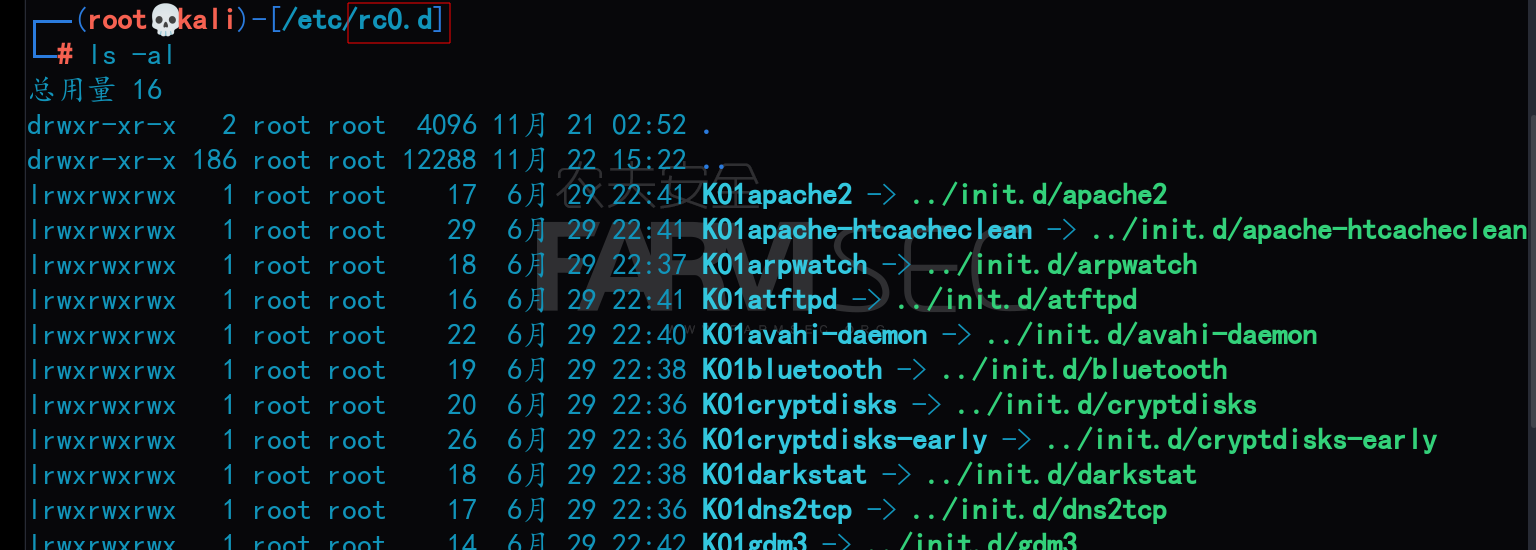 (root💀kali)-[/etc/rc0.d]
# ls -al
总用量 16
drwxr-xr-x   2 root root  4096 11月 21 02:52 .
drwxr-xr-x 186 root root 12288 11月 22 15:22 ..
农夫安全
lrwxrwxrwx   1 root root    17  6月 29 22:41 K01apache2 -> ../init.d/apache2
lrwxrwxrwx   1 root root    29  6月 29 22:41 K01apache-htcacheclean -> ../init.d/apache-htcacheclean
FARMSEC
lrwxrwxrwx   1 root root    18  6月 29 22:37 K01arpwatch -> ../init.d/arpwatch
lrwxrwxrwx   1 root root    16  6月 29 22:41 K01atftpd -> ../init.d/atftpd
lrwxrwxrwx   1 root root    22  6月 29 22:40 K01avahi-daemon -> ../init.d/avahi-daemon
lrwxrwxrwx   1 root root    19  6月 29 22:38 K01bluetooth -> ../init.d/bluetooth
lrwxrwxrwx   1 root root    20  6月 29 22:36 K01cryptdisks -> ../init.d/cryptdisks
lrwxrwxrwx   1 root root    26  6月 29 22:36 K01cryptdisks-early -> ../init.d/cryptdisks-early
lrwxrwxrwx   1 root root    18  6月 29 22:38 K01darkstat -> ../init.d/darkstat
lrwxrwxrwx   1 root root    17  6月 29 22:36 K01dns2tcp -> ../init.d/dns2tcp
lrwxrwxrwx   1 root root    14  6月 29 22:42 K01gdm3 -> ../init.d/gdm3